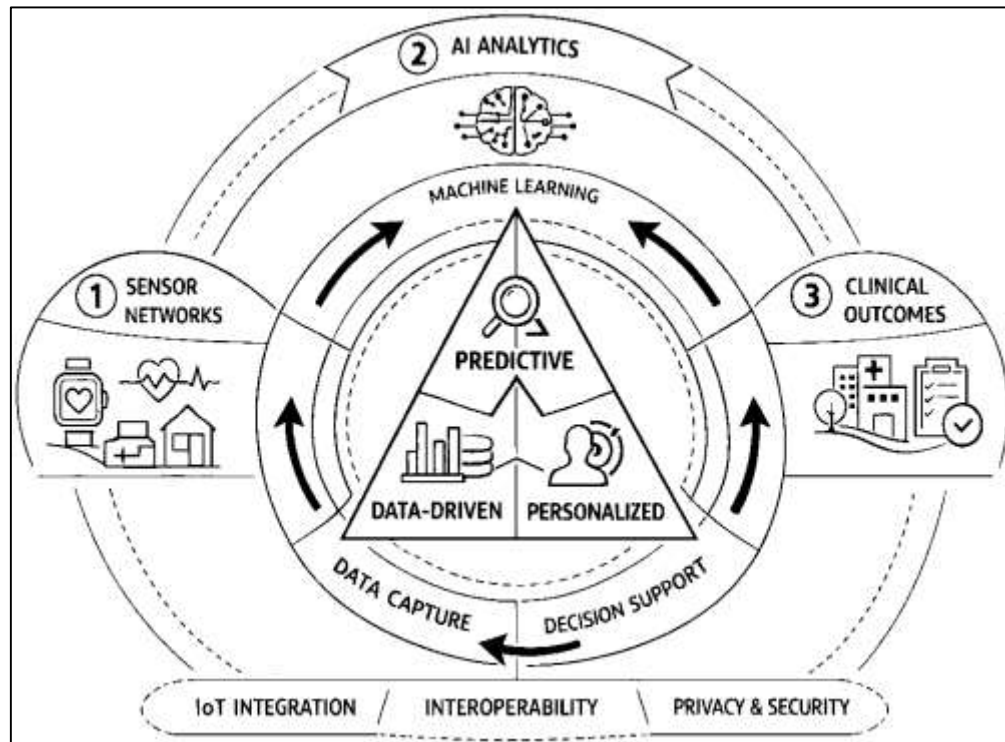 2 AI ANALYTICS
MACHINE LEARNING
1 SENSOR
NETWORKS
3 CLINICAL
OUTCOMES
PREDICTIVE
DATA-DRIVEN
PERSONALIZED
DATA CAPTURE
DECISION SUPPORT
IoT INTEGRATION
INTEROPERABILITY
PRIVACY & SECURITY